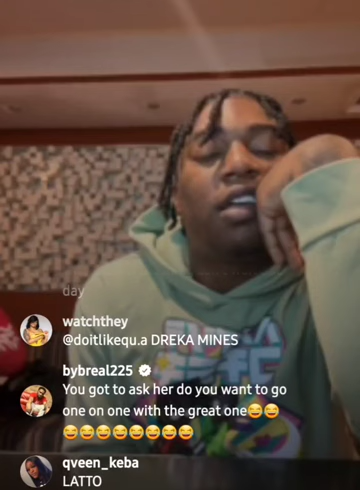 day
watchthey
@doitlikequ.a DREKA MINES
bybreal225
You got to ask her do you want to go
one on one with the great one😂😂
😂😂😂😂😂😂😂😂
qveen_keba
LATTO